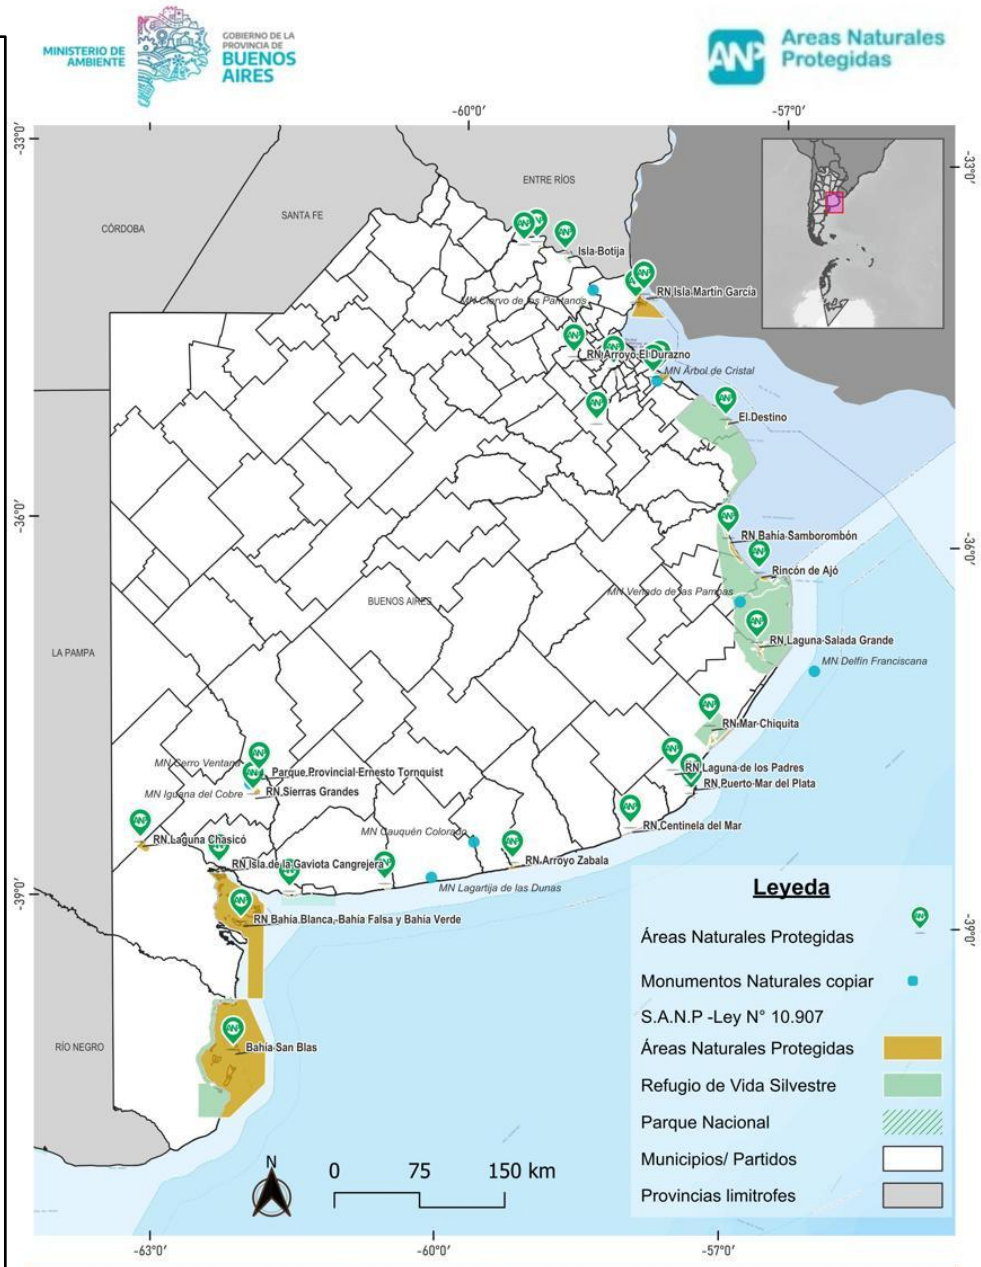 MINISTERIO DE
AMBIENTE
GOBIERNO DE LA
PROVINCIA DE
BUENOS
AIRES
ANP
Areas Naturales
Protegidas
-60°0'
-57°0'
-33°0'
-33°0'
ENTRE RÍOS
SANTA FE
CÓRDOBA
Isla Botija
MN Ciervo de los Pantanos
RN Isla Martin García
RN Arroyo El Durazno
MN Árbol de Cristal
El Destino
-36°0'
-36°0'
RN Bahía Samborombón
Rincón de Ajó
MN Venado de las Pampas
BUENOS AIRES
RN Laguna Salada Grande
LA PAMPA
MN Delfín Franciscana
RN Mar Chiquita
MN Cerro Ventana
Parque Provincial Ernesto Tornquist
RN Laguna de los Padres
MN Iguana del Cobre
RN Sierras Grandes
RN Puerto Mar del Plata
RN Centinela del Mar
MN Cauquén Colorado
RN Laguna Chasicó
RN Isla de la Gaviota Cangrejera
RN Arroyo Zabala
MN Lagartija de las Dunas
-39°0'
-39°0'
RN Bahía Blanca, Bahía Falsa y Bahía Verde
RÍO NEGRO
Bahía San Blas
Leyeda
Áreas Naturales Protegidas
Monumentos Naturales copiar
S.A.N.P -Ley N° 10.907
Áreas Naturales Protegidas
Refugio de Vida Silvestre
Parque Nacional
Municipios/ Partidos
Provincias limitrofes
N
0 75 150 km
-63°0'
-60°0'
-57°0'